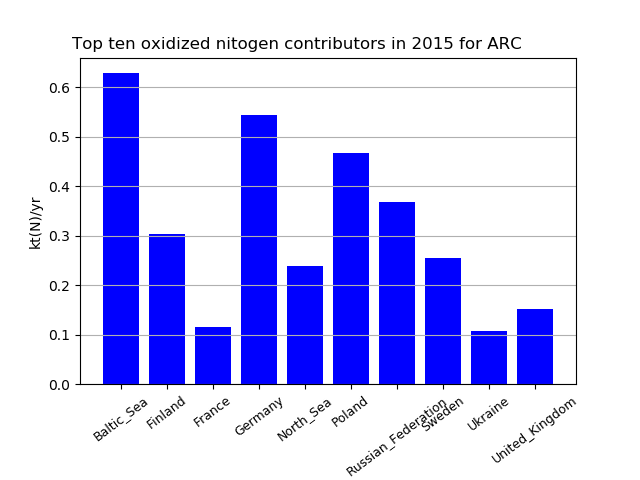 Top ten oxidized nitogen contributors in 2015 for ARC
kt(N)/yr
0.6
0.5
0.4
0.3
0.2
0.1
0.0
Baltic_Sea
Finland
France
Germany
North_Sea
Poland
Russian_Federation
Sweden
Ukraine
United_Kingdom